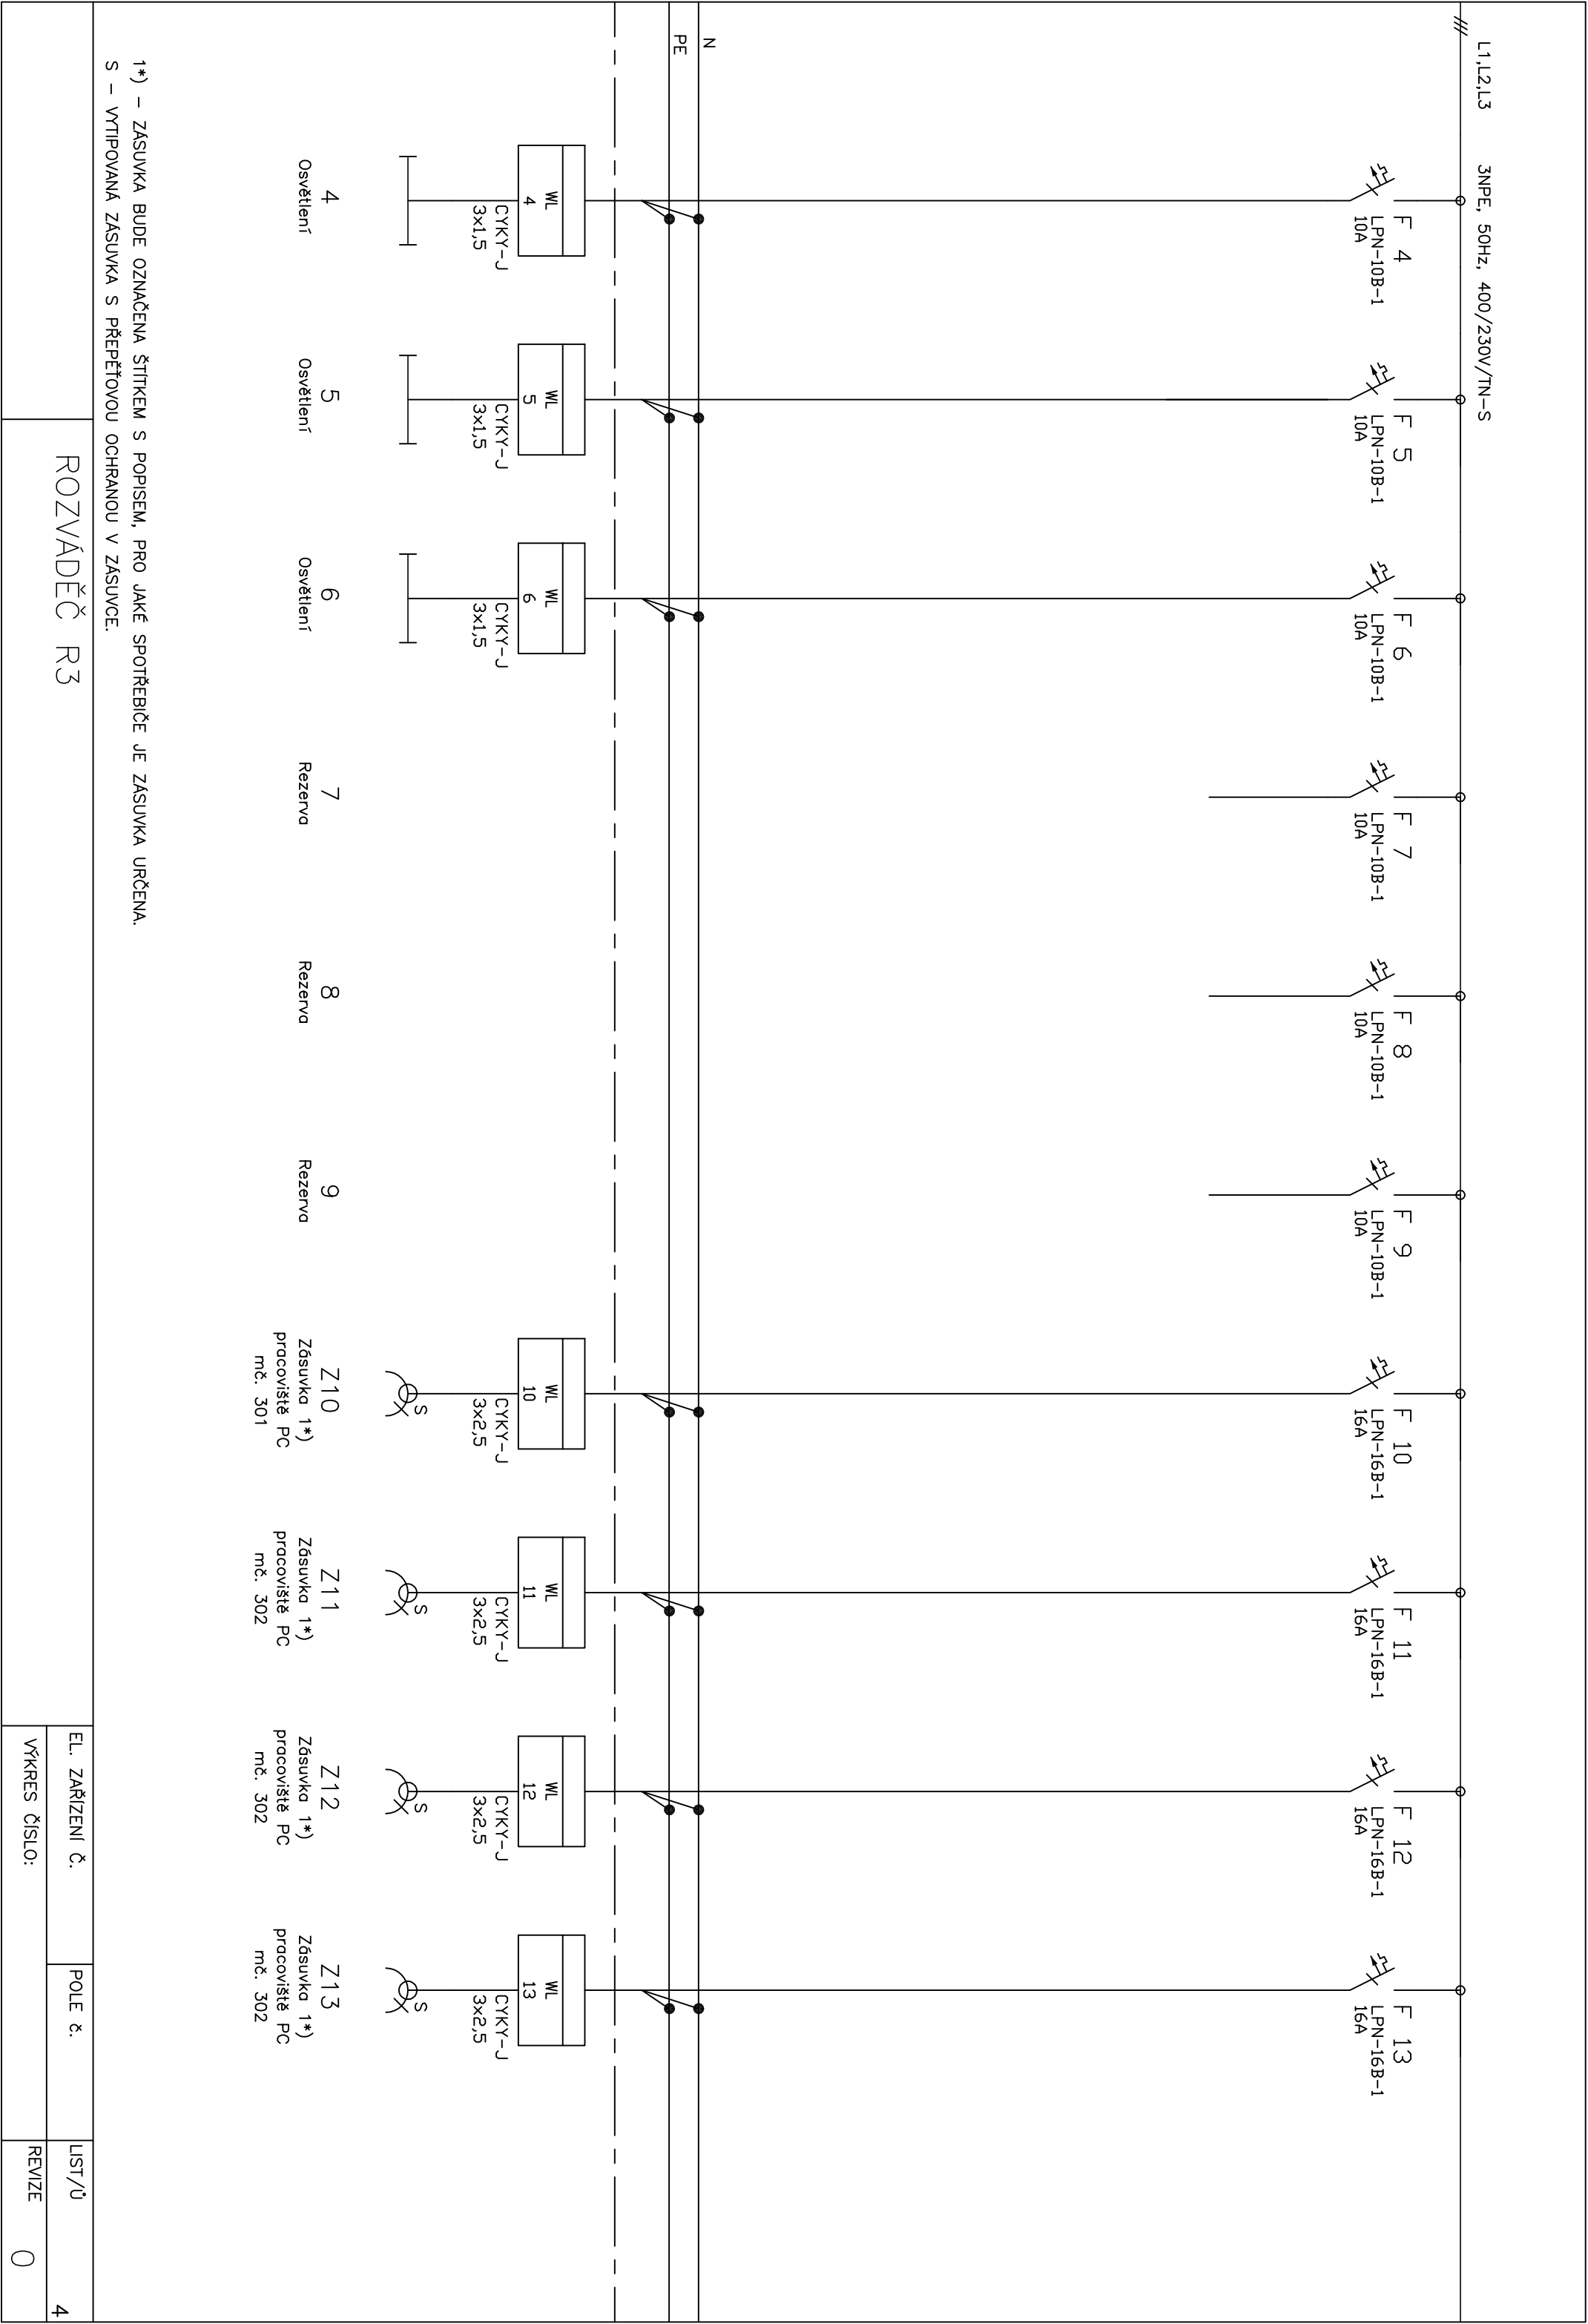 L1,L2,L3 3NPE, 50Hz, 400/230V/TN-S
F 4
LPN-10B-1
10A
F 5
LPN-10B-1
10A
F 6
LPN-10B-1
10A
F 7
LPN-10B-1
10A
F 8
LPN-10B-1
10A
F 9
LPN-10B-1
10A
F 10
LPN-16B-1
16A
F 11
LPN-16B-1
16A
F 12
LPN-16B-1
16A
F 13
LPN-16B-1
16A
N
PE
WL
4
CYKY-J
3x1,5
WL
5
CYKY-J
3x1,5
WL
6
CYKY-J
3x1,5
WL
10
CYKY-J
3x2,5
WL
11
CYKY-J
3x2,5
WL
12
CYKY-J
3x2,5
WL
13
CYKY-J
3x2,5
S
S
S
S
4
Osvětlení
5
Osvětlení
6
Osvětlení
7
Rezerva
8
Rezerva
9
Rezerva
Z10
Zásuvka 1*)
pracoviště PC
mč. 301
Z11
Zásuvka 1*)
pracoviště PC
mč. 302
Z12
Zásuvka 1*)
pracoviště PC
mč. 302
Z13
Zásuvka 1*)
pracoviště PC
mč. 302
1*) - ZÁSUVKA BUDE OZNAČENA ŠTÍTKEM S POPISEM, PRO JAKÉ SPOTŘEBIČE JE ZÁSUVKA URČENA.
S - VYTIPOVANÁ ZÁSUVKA S PŘEPĚŤOVOU OCHRANOU V ZÁSUVCE.
ROZVÁDĚČ R3
EL. ZAŘÍZENÍ Č.
POLE č.
LIST/Ů
4
VÝKRES ČÍSLO:
REVIZE
0